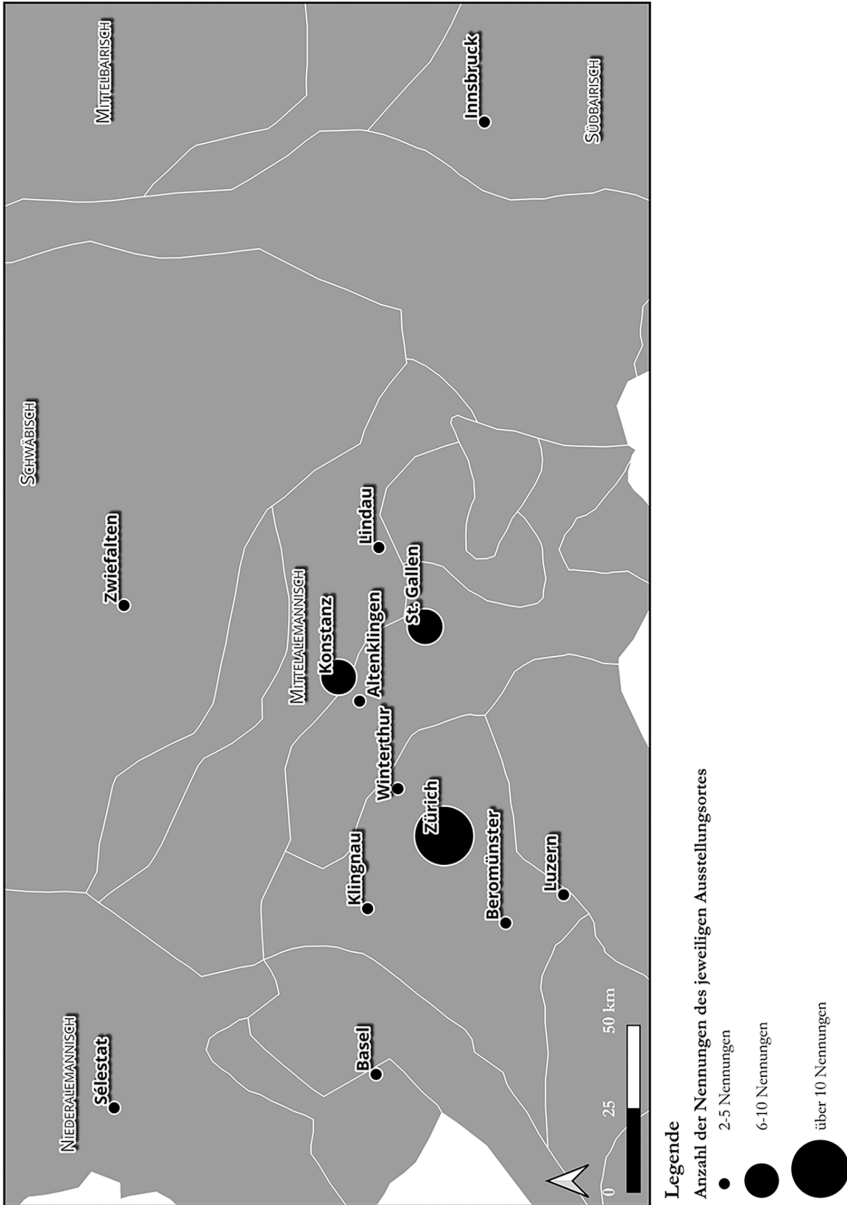 MITTELBAIRISCH
SCHWÄBISCH
NIEDERALEMANNISCH
Zwiefalten
Sélestat
MITTELALEMANNISCH
Konstanz
Lindau
Altenklingen
Klingnau
Basel
Winterthur
St. Gallen
Zürich
Innsbruck
Beromünster
Luzern
SÜDBAIRISCH
0 25 50 km
Legende
Anzahl der Nennungen des jeweiligen Ausstellungsortes
2-5 Nennungen
6-10 Nennungen
über 10 Nennungen